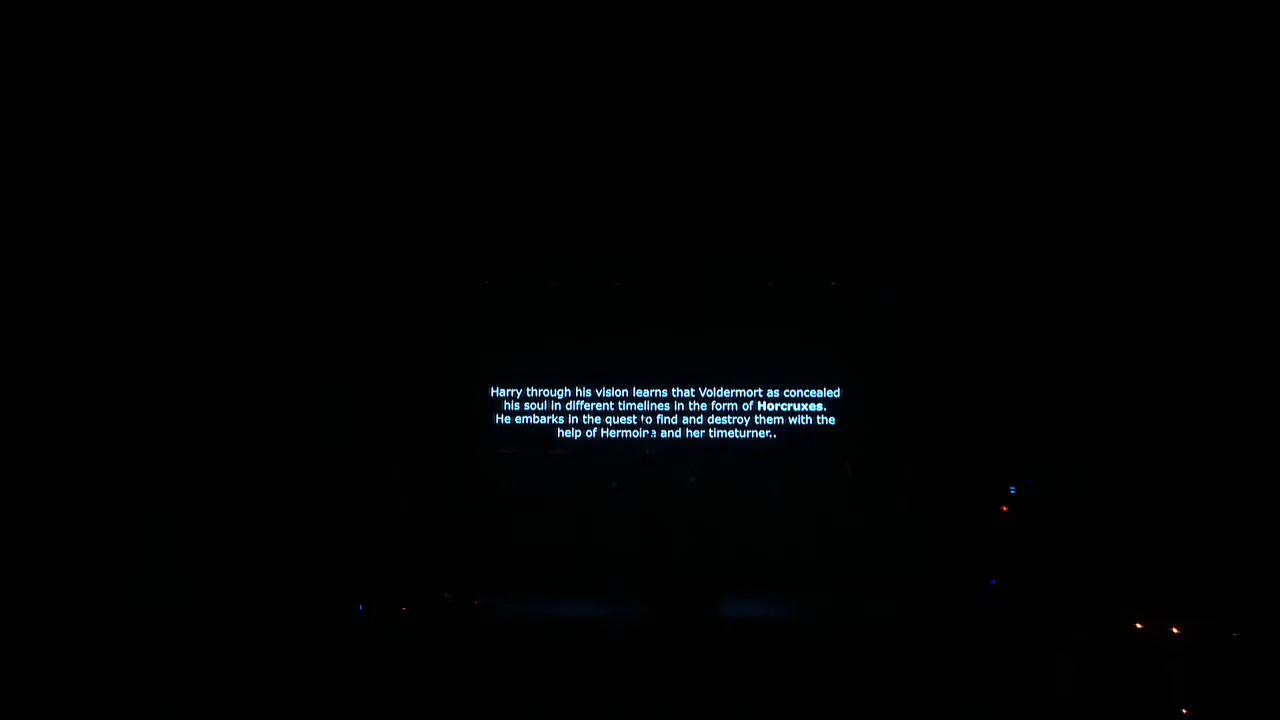 Harry through his vision learns that Voldermort as concealed
his soul in different timelines in the form of Horcruxes.
He embarks in the quest to find and destroy them with the
help of Hermoine and her timeturner..